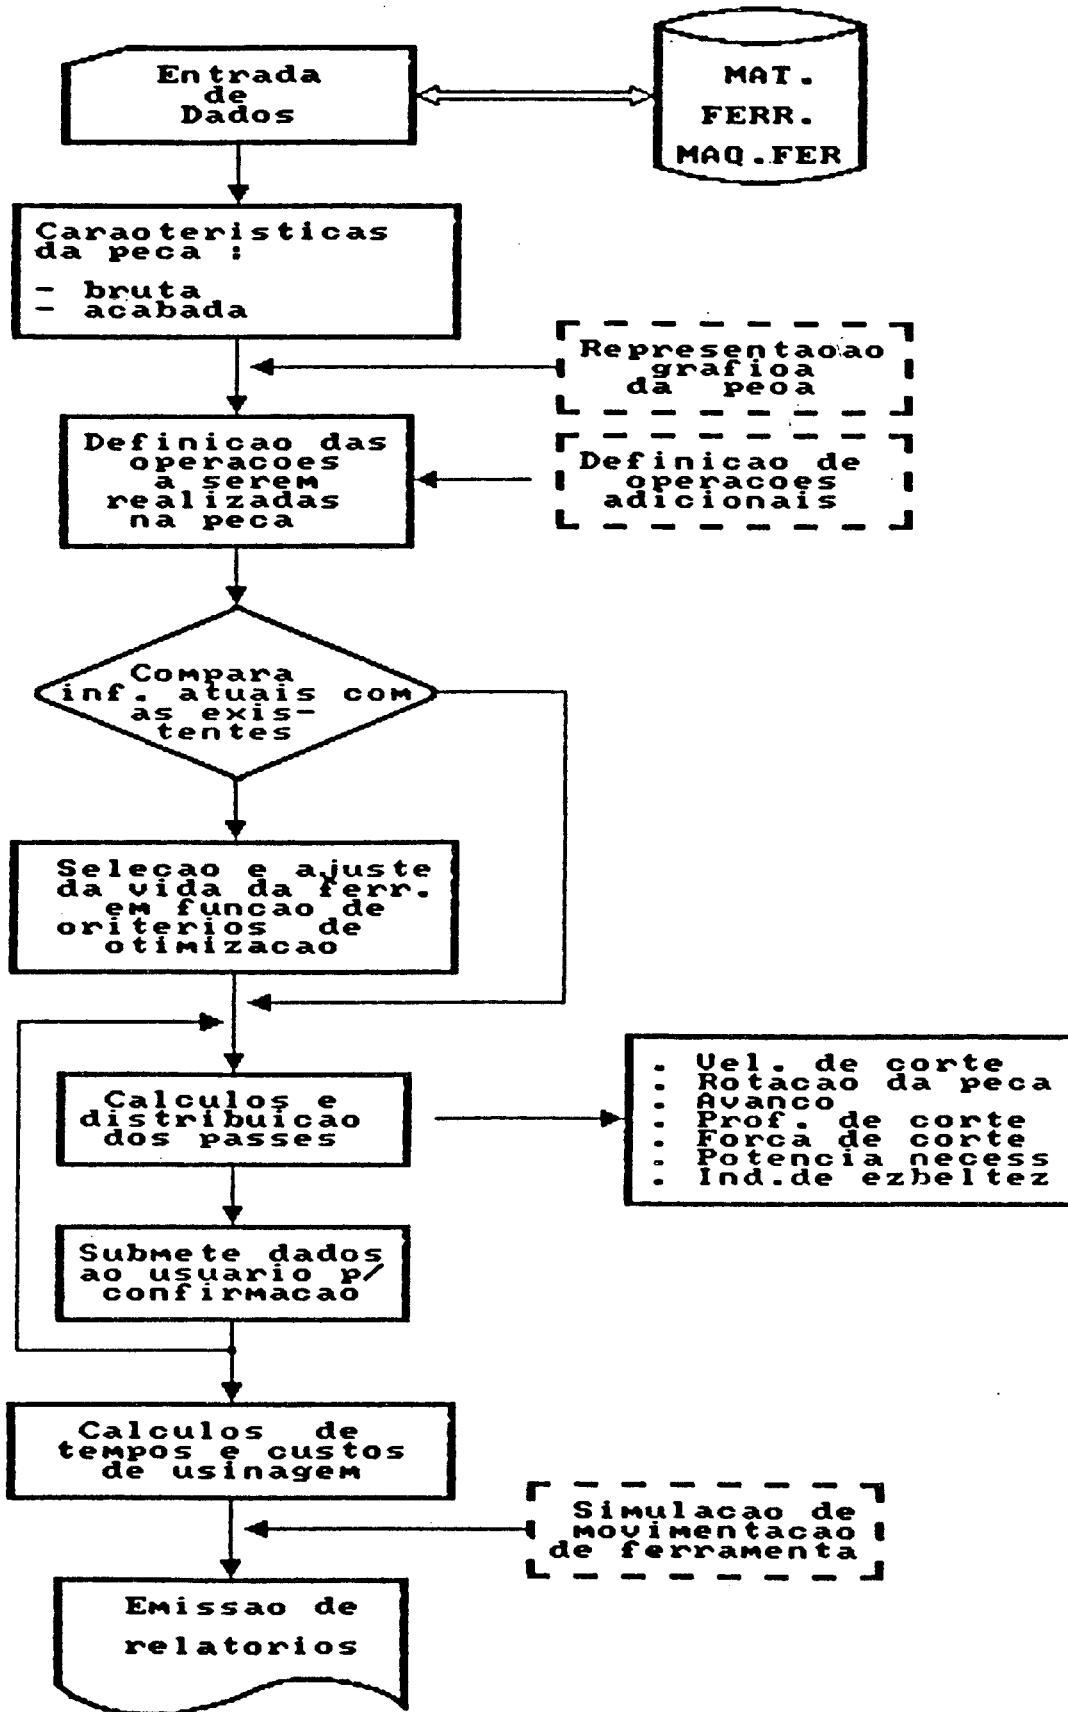 Entrada
de
Dados
MAT.
FERR.
MAQ.FER
Caraoteristicas
da peca :
- bruta
- acabada
Representaoao
grafioa
da peoa
Definicao das
operacoes
a serem
realizadas
na peca
Definicao de
operacoes
adicionais
Compara
inf. atuais com
as exis-
tentes
Selecao e ajuste
da vida da ferr.
em funcao de
oriterios de
otimizacao
Calculos e
distribuicao
dos passes
. Vel. de corte
. Rotacao da peca
. Avanco
. Prof. de corte
. Forca de corte
. Potencia necess
. Ind.de ezbeltez
Submete dados
ao usuario p/
confirmacao
Calculos de
tempos e custos
de usinagem
Simulacao de
movimentacao
de ferramenta
Emissao de
relatorios